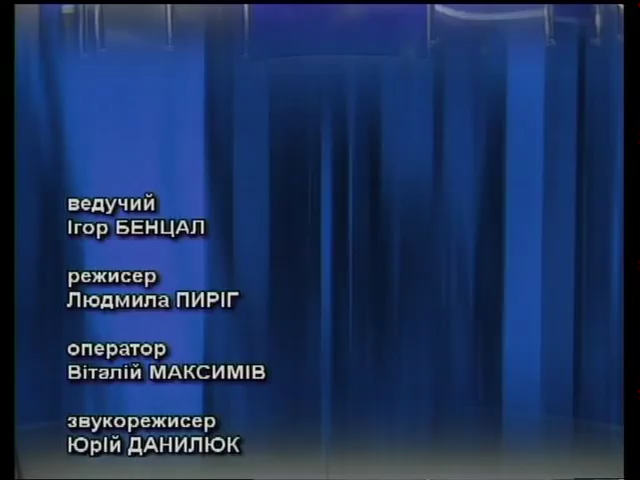 ведучий
Ігор БЕНЦАЛ
режисер
Людмила ПИРІГ
оператор
Віталій МАКСИМІВ
звукорежисер
Юрій ДАНИЛЮК